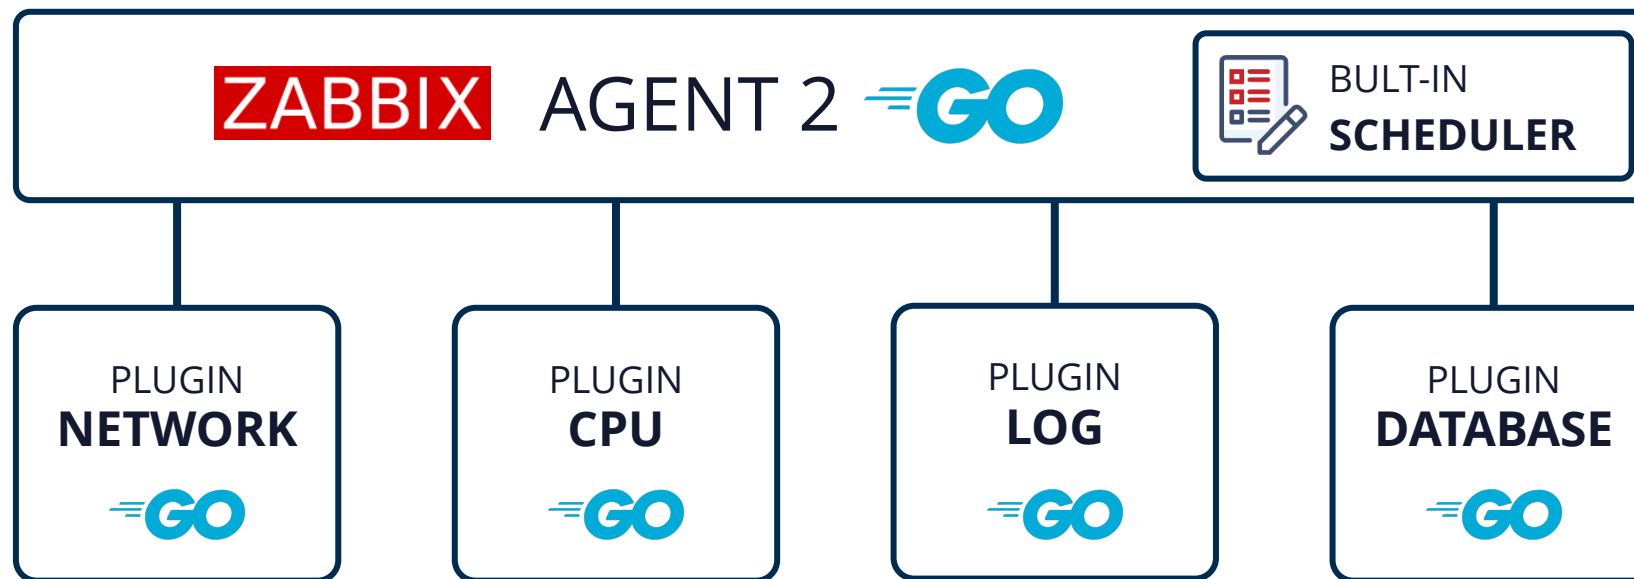 ZABBIX AGENT 2 GO
BULT-IN
SCHEDULER
PLUGIN
NETWORK
GO
PLUGIN
CPU
GO
PLUGIN
LOG
GO
PLUGIN
DATABASE
GO